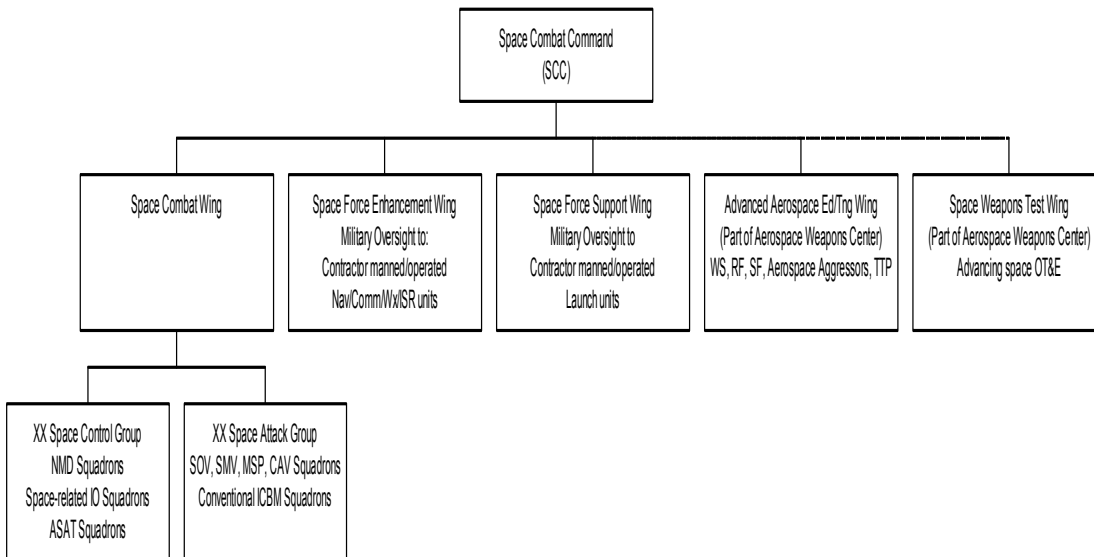 Space Combat Command
(SCC)
Space Combat Wing
Space Force Enhancement Wing
Military Oversight to:
Contractor manned/operated
Nav/Comm/Wx/ISR units
Space Force Support Wing
Military Oversight to
Contractor manned/operated
Launch units
Advanced Aerospace Ed/Tng Wing
(Part of Aerospace Weapons Center)
WS, RF, SF, Aerospace Aggressors, TTP
Space Weapons Test Wing
(Part of Aerospace Weapons Center)
Advancing space OT&E
XX Space Control Group
NMD Squadrons
Space-related IO Squadrons
ASAT Squadrons
XX Space Attack Group
SOV, SMV, MSP, CAV Squadrons
Conventional ICBM Squadrons